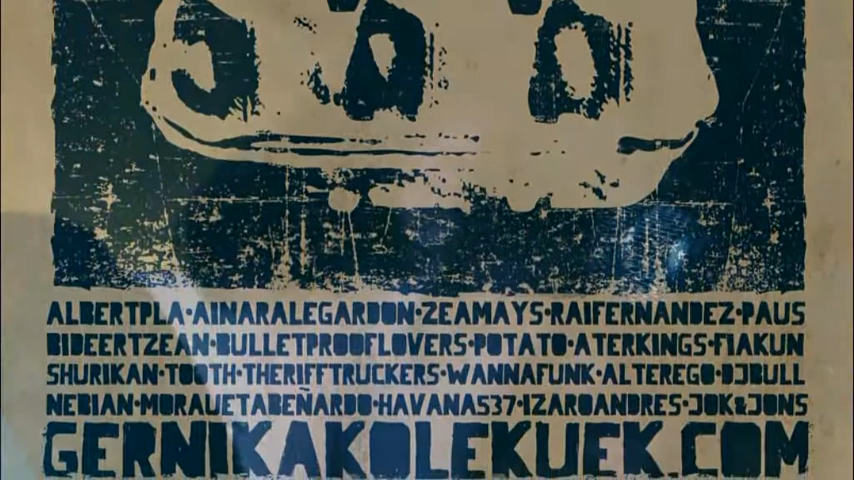 ALBERTPLA·AINARALEGARDON·ZEAMAYS·RAIFERNANDEZ·PAUS
BIDEERTZEAN·BULLETPROOFLOVERS·POTATO·ATERKINGS·FIAKUN
SHURIKAN·TOOTH·THERIFFTRUCKERS·WANNAFUNK·ALTEREGO·DJBULL
NEBIAN·MORAUETABEÑARDO·HAVANA537·IZAROANDRES·JOK&JONS
GERNIKAKOLEKUEK.COM